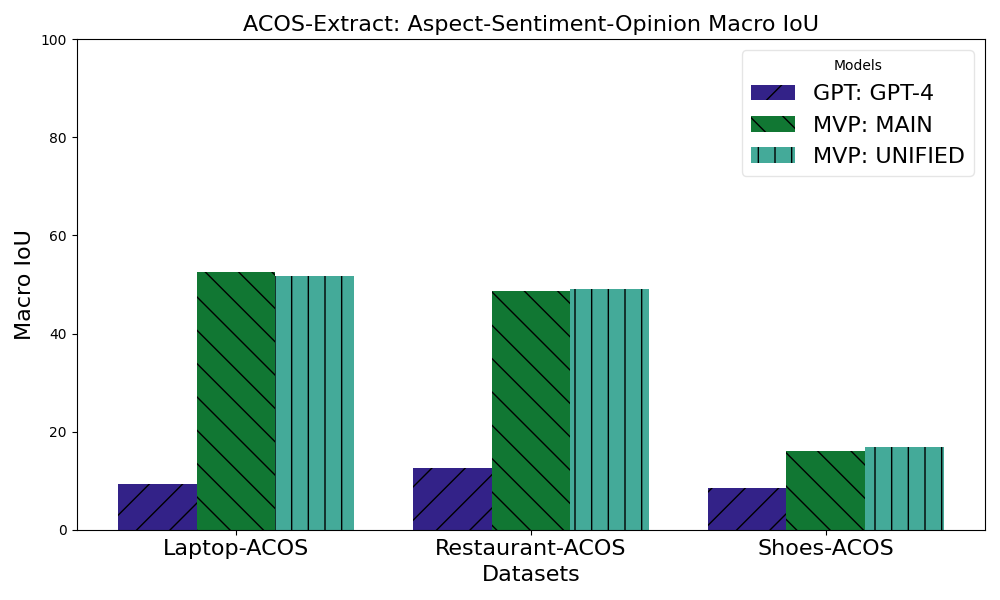 ACOS-Extract: Aspect-Sentiment-Opinion Macro IoU
100
80
60
40
20
0
Macro IoU
Models
GPT: GPT-4
MVP: MAIN
MVP: UNIFIED
Laptop-ACOS
Restaurant-ACOS
Shoes-ACOS
Datasets